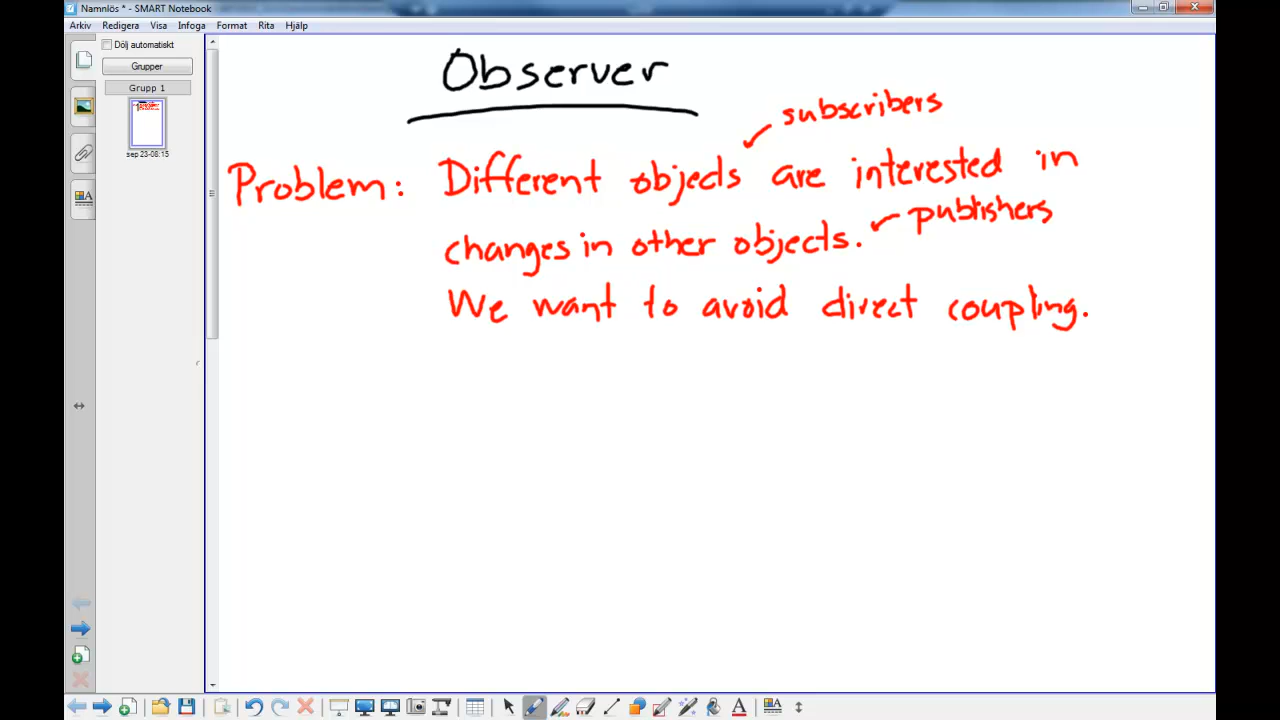 Namnlös * - SMART Notebook
Arkiv Redigera Visa Infoga Format Rita Hjälp
Dölj automatiskt
Grupper
Grupp 1
sep 23-08:15
Observer
subscribers
Problem: Different objects are interested in
publishers
changes in other objects.
We want to avoid direct coupling.